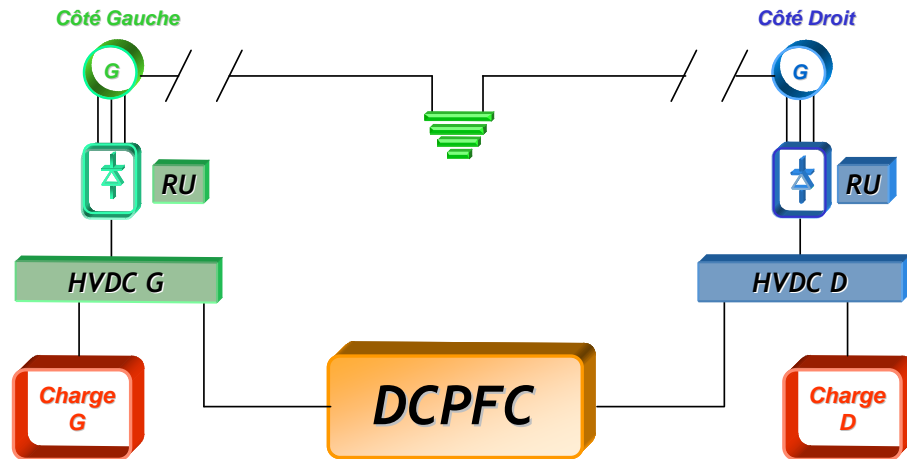 Côté Gauche
Côté Droit
G
G
RU
RU
HVDC G
HVDC D
Charge
G
DCPFC
Charge
D